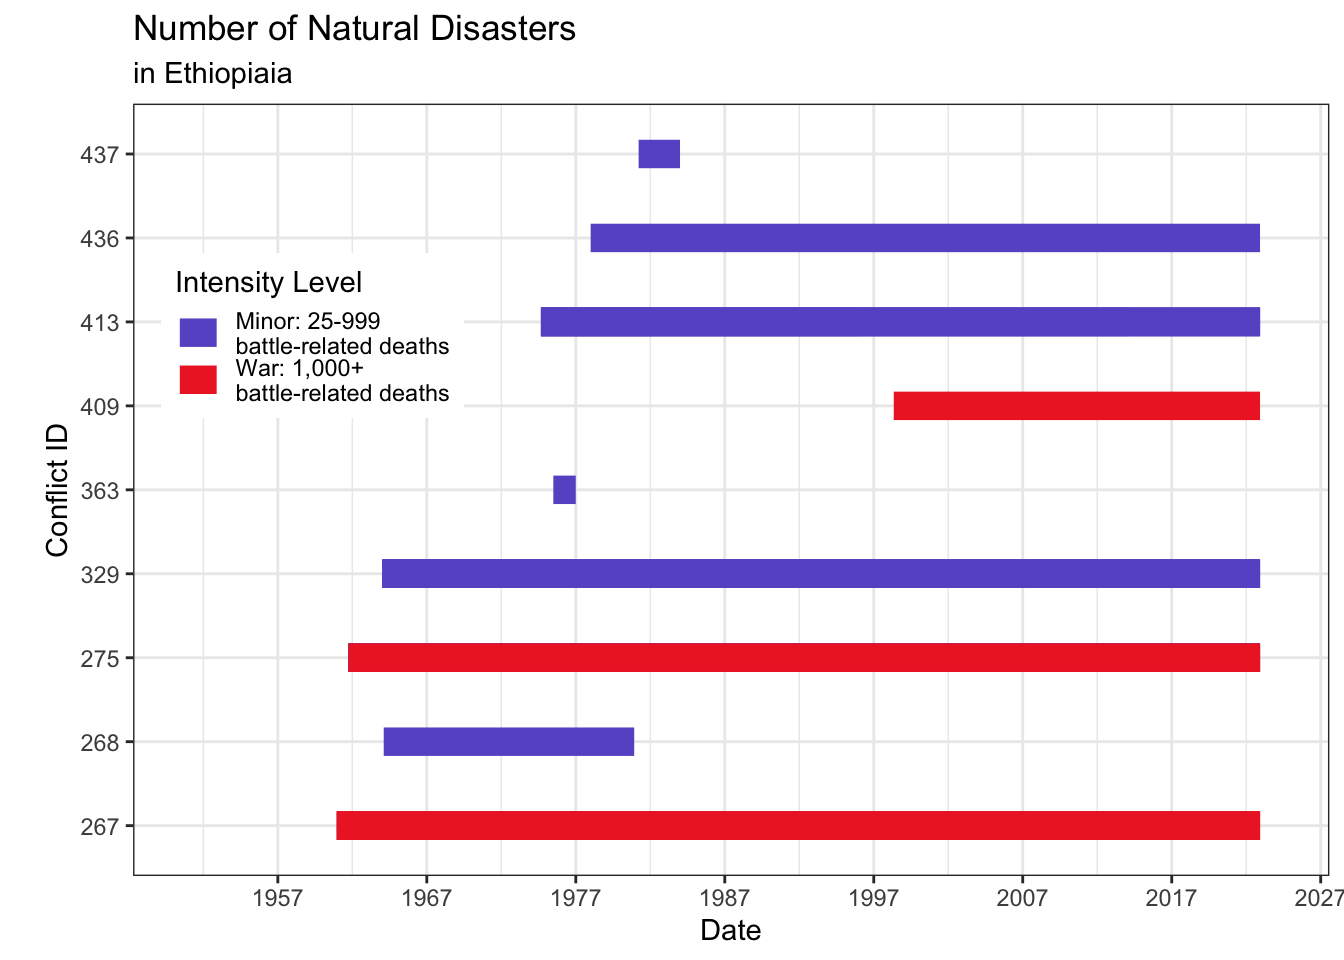 Number of Natural Disasters
in Ethiopiaia
437
436
413
409
363
329
275
268
267
Conflict ID
Intensity Level
Minor: 25-999
battle-related deaths
War: 1,000+
battle-related deaths
1957 1967 1977 1987 1997 2007 2017 2027
Date